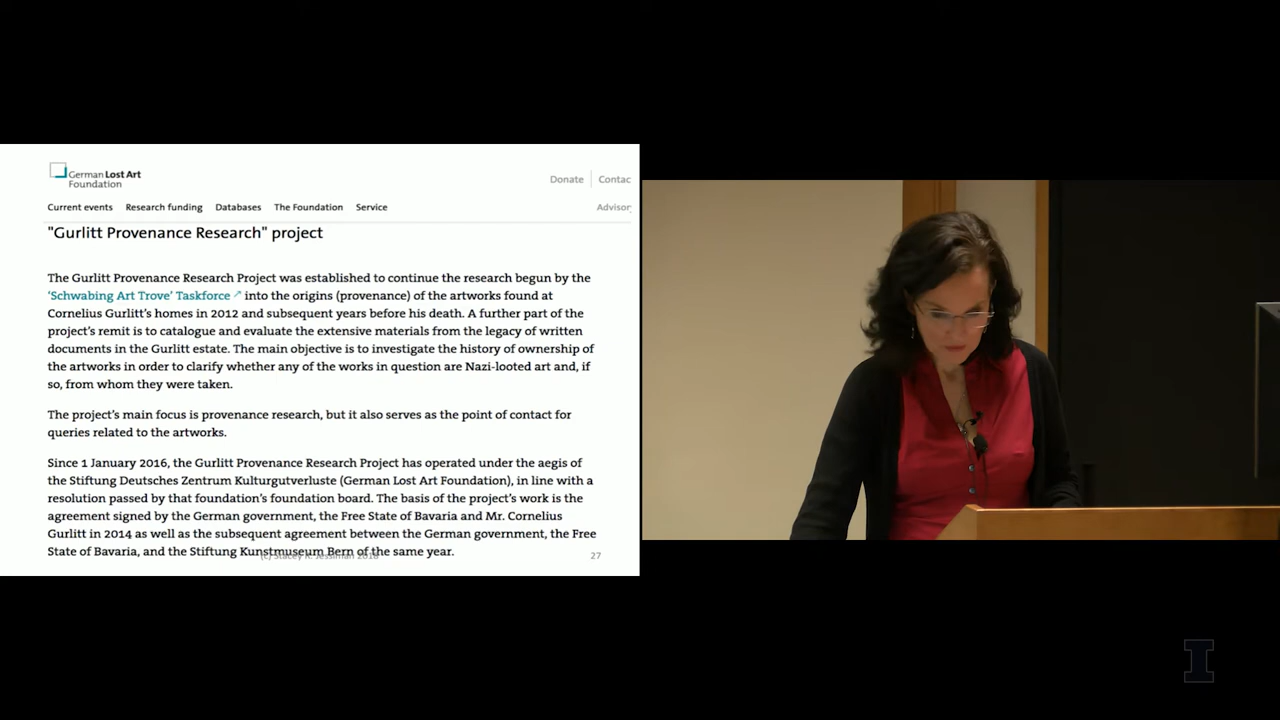 German Lost Art
Foundation
Donate
Contac
Current events
Research funding
Databases
The Foundation
Service
Advisor
"Gurlitt Provenance Research" project
The Gurlitt Provenance Research Project was established to continue the research begun by the
‘Schwabing Art Trove’ Taskforce ↗ into the origins (provenance) of the artworks found at
Cornelius Gurlitt’s homes in 2012 and subsequent years before his death. A further part of the
project’s remit is to catalogue and evaluate the extensive materials from the legacy of written
documents in the Gurlitt estate. The main objective is to investigate the history of ownership of
the artworks in order to clarify whether any of the works in question are Nazi-looted art and, if
so, from whom they were taken.
The project’s main focus is provenance research, but it also serves as the point of contact for
queries related to the artworks.
Since 1 January 2016, the Gurlitt Provenance Research Project has operated under the aegis of
the Stiftung Deutsches Zentrum Kulturgutverluste (German Lost Art Foundation), in line with a
resolution passed by that foundation’s foundation board. The basis of the project’s work is the
agreement signed by the German government, the Free State of Bavaria and Mr. Cornelius
Gurlitt in 2014 as well as the subsequent agreement between the German government, the Free
State of Bavaria, and the Stiftung Kunstmuseum Bern of the same year.
(c) Stacey R. Jessiman 2018
27
I